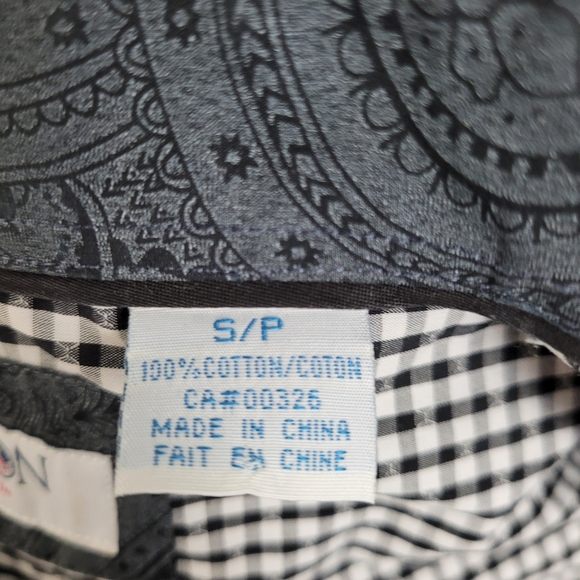 S/P
100%COTTON/COTON
CA#00326
MADE IN CHINA
FAIT EN CHINE